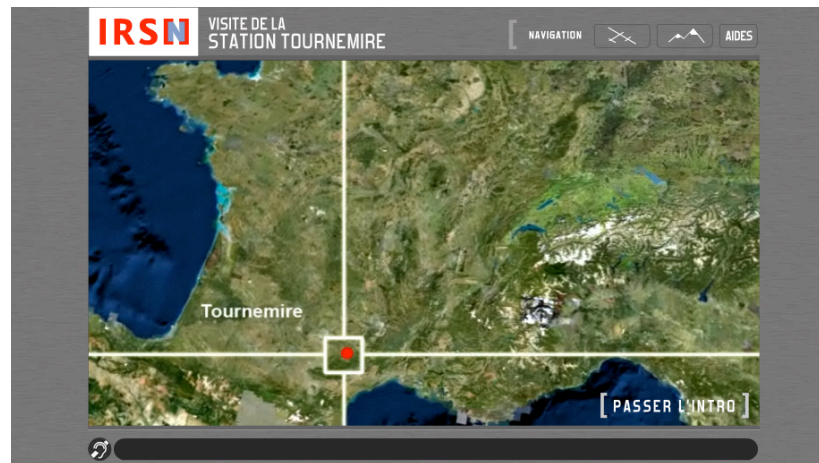 IRSN
VISITE DE LA
STATION TOURNEMIRE
NAVIGATION
AIDES
Tournemire
[ PASSER L'INTRO ]